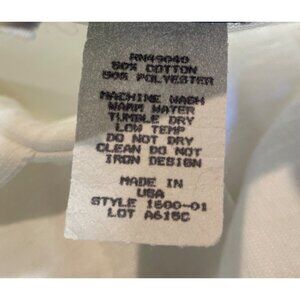 RN49040
50% COTTON
50% POLYESTER
MACHINE WASH
WARM WATER
TUMBLE DRY
LOW TEMP
DO NOT DRY
CLEAN DO NOT
IRON DESIGN
MADE IN
USA
STYLE 1600-01
LOT A615C